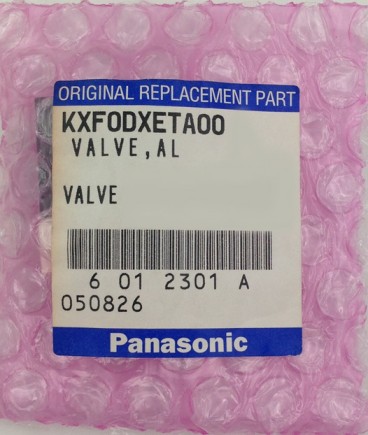 ORIGINAL REPLACEMENT PART
KXF0DXETA00
VALVE,AL
VALVE
6 01 2301 A
050826
Panasonic